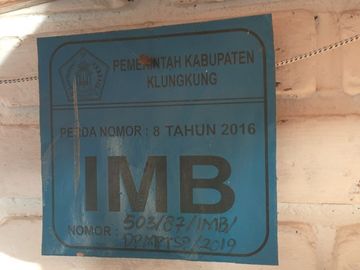 PEMERINTAH KABUPATEN
KLUNGKUNG
PERDA NOMOR : 8 TAHUN 2016
IMB
NOMOR : 503/87/IMB/
DPMPTSP/2019